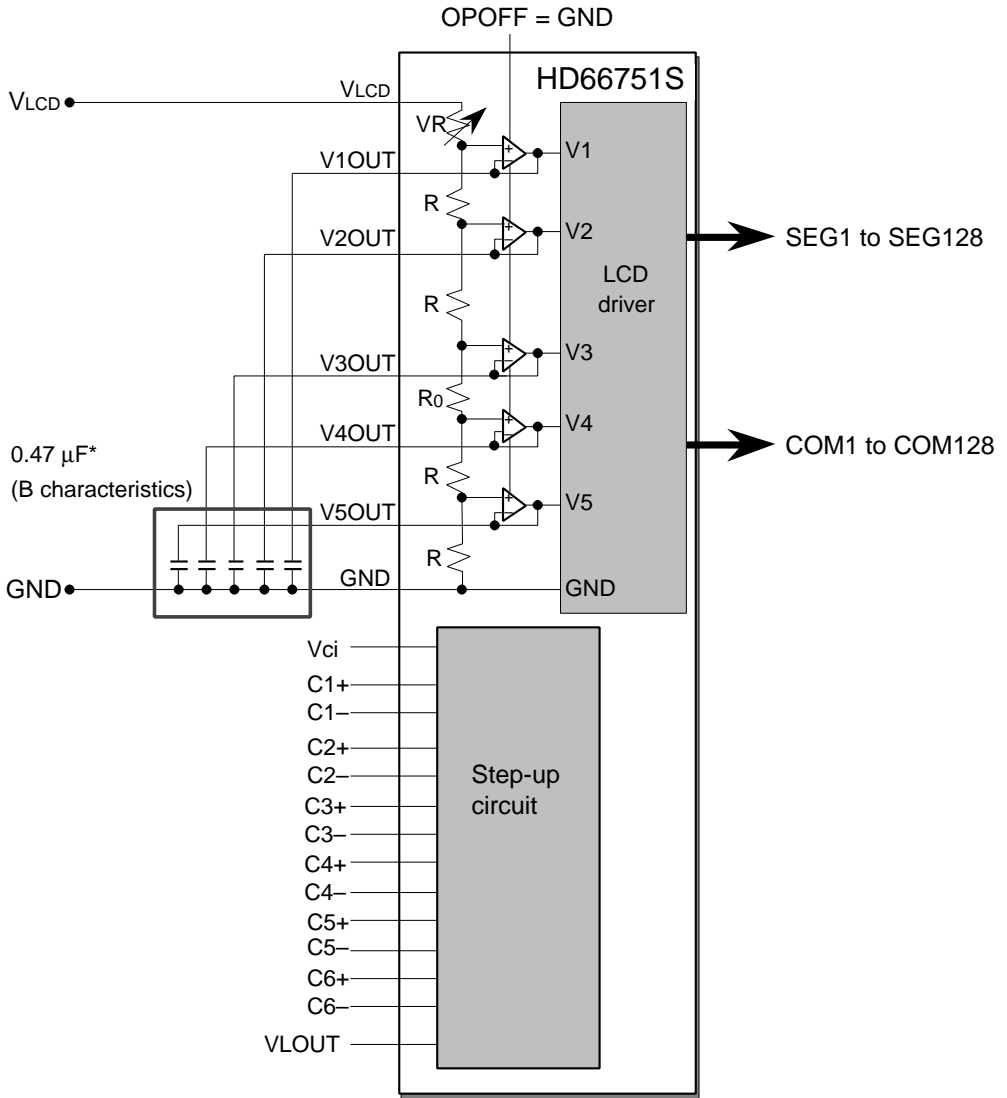 OPOFF = GND
HD66751S
VLCD
VLCD
VR
V1OUT
V1
R
V2OUT
V2
SEG1 to SEG128
LCD
driver
R
V3OUT
V3
R0
V4OUT
V4
COM1 to COM128
0.47 µF*
(B characteristics)
R
V5OUT
V5
R
GND
GND
GND
Vci
C1+
C1–
C2+
C2–
Step-up
circuit
C3+
C3–
C4+
C4–
C5+
C5–
C6+
C6–
VLOUT